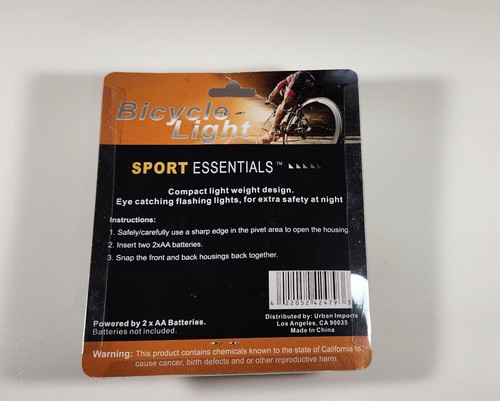 Bicycle
Light
SPORT ESSENTIALS™
Compact light weight design.
Eye catching flashing lights, for extra safety at night
Instructions:
1. Safely/carefully use a sharp edge in the pivet area to open the housing.
2. Insert two 2xAA batteries.
3. Snap the front and back housings back together.
4 22052 42479 3
Powered by 2 x AA Batteries.
Batteries not included.
Distributed by: Urban Imports
Los Angeles, CA 90035
Made In China
Warning: This product contains chemicals known to the state of California to
cause cancer, birth defects and or other reproductive harm.